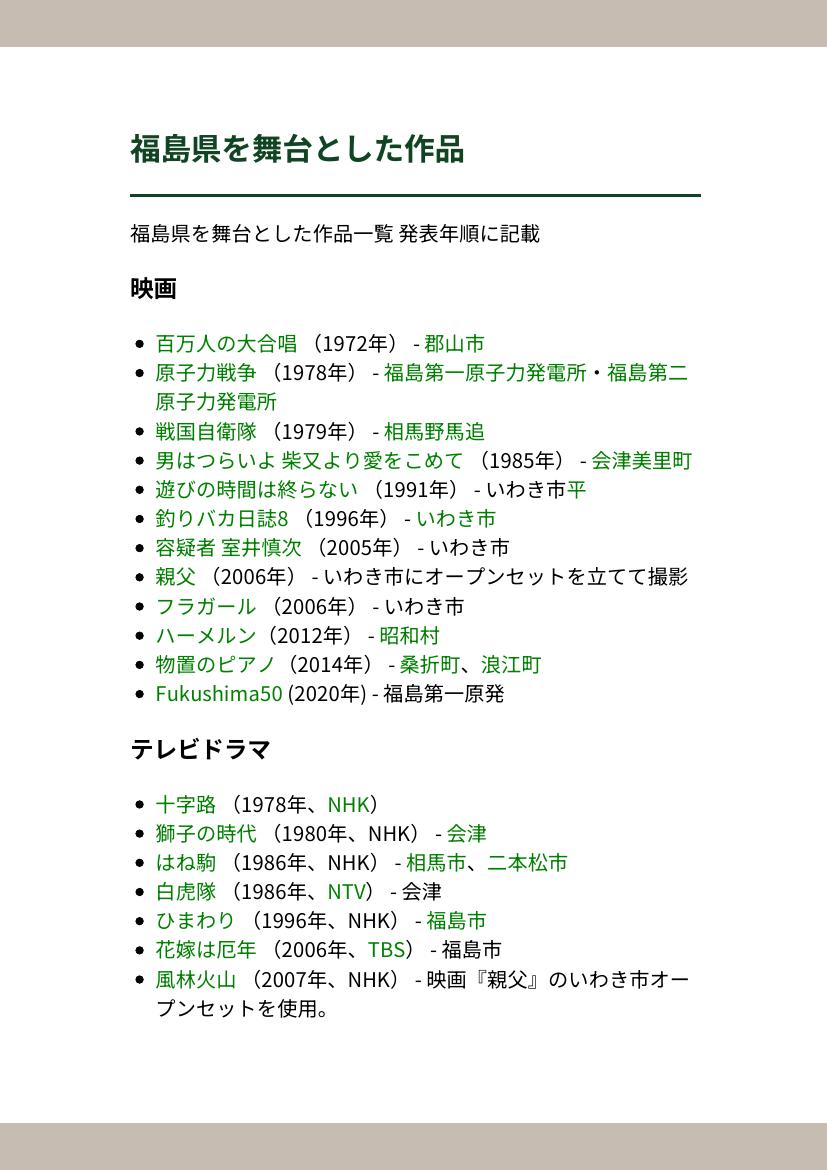 福島県を舞台とした作品
福島県を舞台とした作品一覧 発表年順に記載
映画
• 百万人の大合唱 （1972年） - 郡山市
• 原子力戦争 （1978年） - 福島第一原子力発電所・福島第二
原子力発電所
• 戦国自衛隊 （1979年） - 相馬野馬追
• 男はつらいよ 柴又より愛をこめて （1985年） - 会津美里町
• 遊びの時間は終らない （1991年） - いわき市平
• 釣りバカ日誌8 （1996年） - いわき市
• 容疑者 室井慎次 （2005年） - いわき市
• 親父 （2006年） - いわき市にオープンセットを立てて撮影
• フラガール （2006年） - いわき市
• ハーメルン（2012年） - 昭和村
• 物置のピアノ（2014年） - 桑折町、浪江町
• Fukushima50 (2020年) - 福島第一原発
テレビドラマ
• 十字路 （1978年、NHK）
• 獅子の時代 （1980年、NHK） - 会津
• はね駒 （1986年、NHK） - 相馬市、二本松市
• 白虎隊 （1986年、NTV） - 会津
• ひまわり （1996年、NHK） - 福島市
• 花嫁は厄年 （2006年、TBS） - 福島市
• 風林火山 （2007年、NHK） - 映画『親父』のいわき市オー
プンセットを使用。